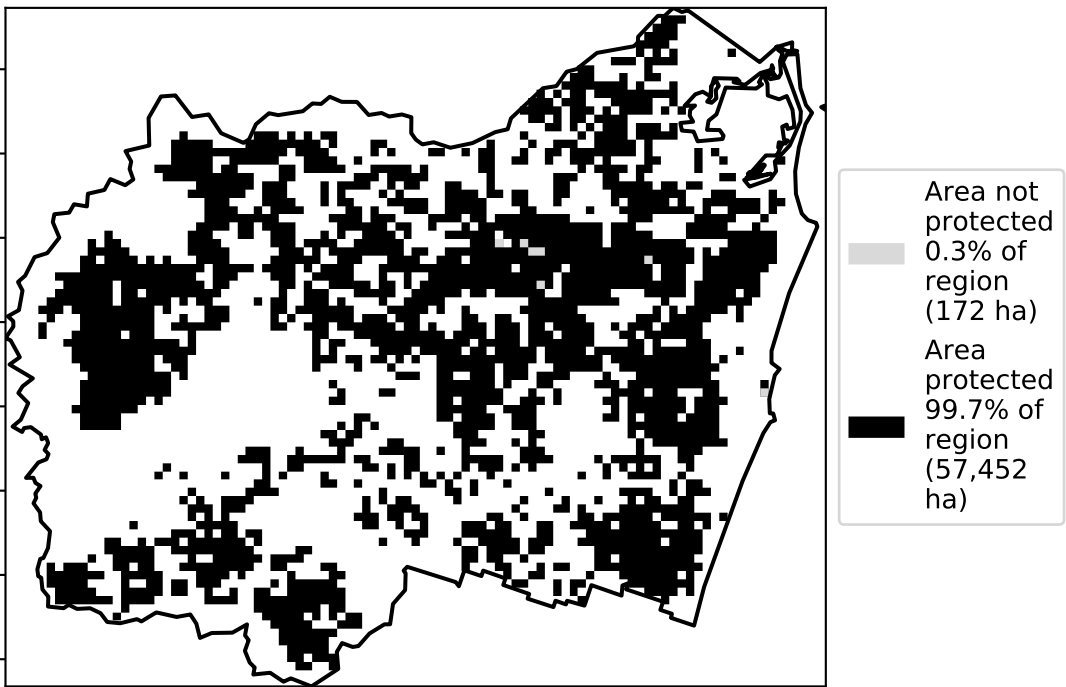 Area not
protected
0.3% of
region
(172 ha)
Area
protected
99.7% of
region
(57,452
ha)